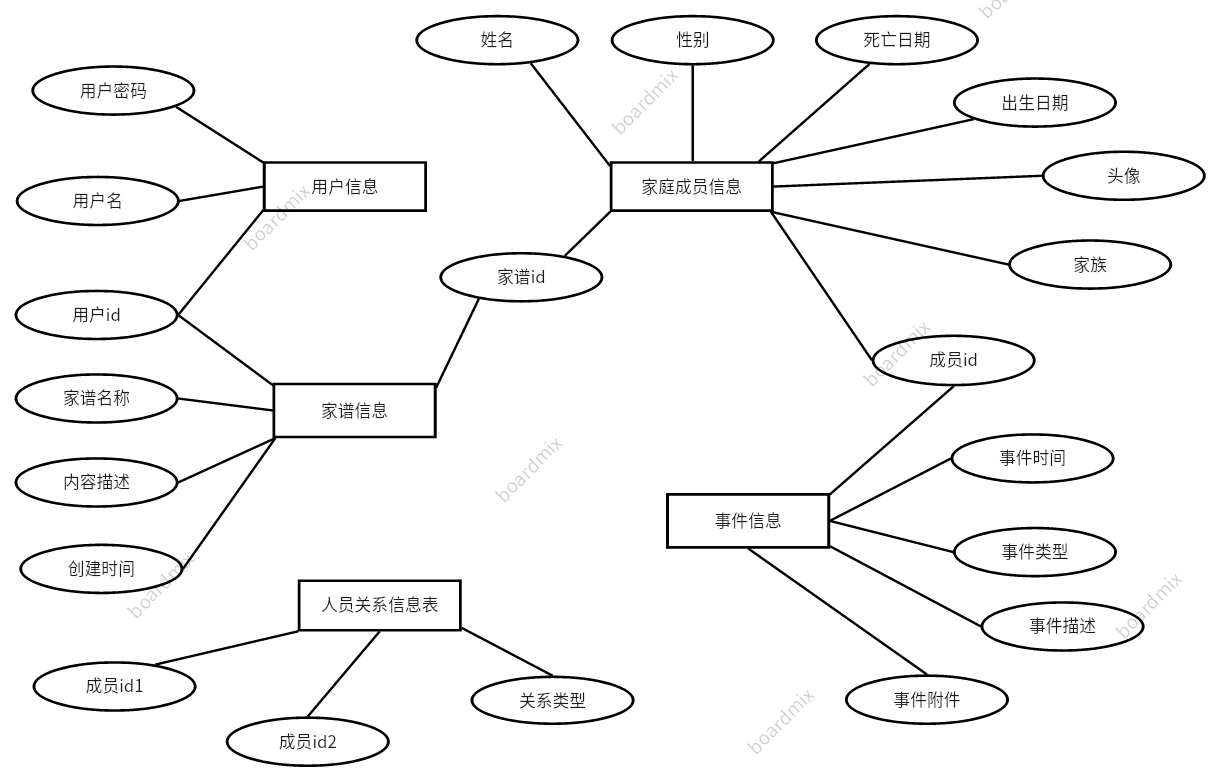 姓名
性别
死亡日期
用户密码
出生日期
boardmix
用户信息
家庭成员信息
头像
用户名
boardmix
家谱id
家族
用户id
成员id
boardmix
家谱名称
家谱信息
事件时间
boardmix
内容描述
事件信息
事件类型
创建时间
boardmix
人员关系信息表
事件描述
boardmix
成员id1
关系类型
事件附件
成员id2
boardmix